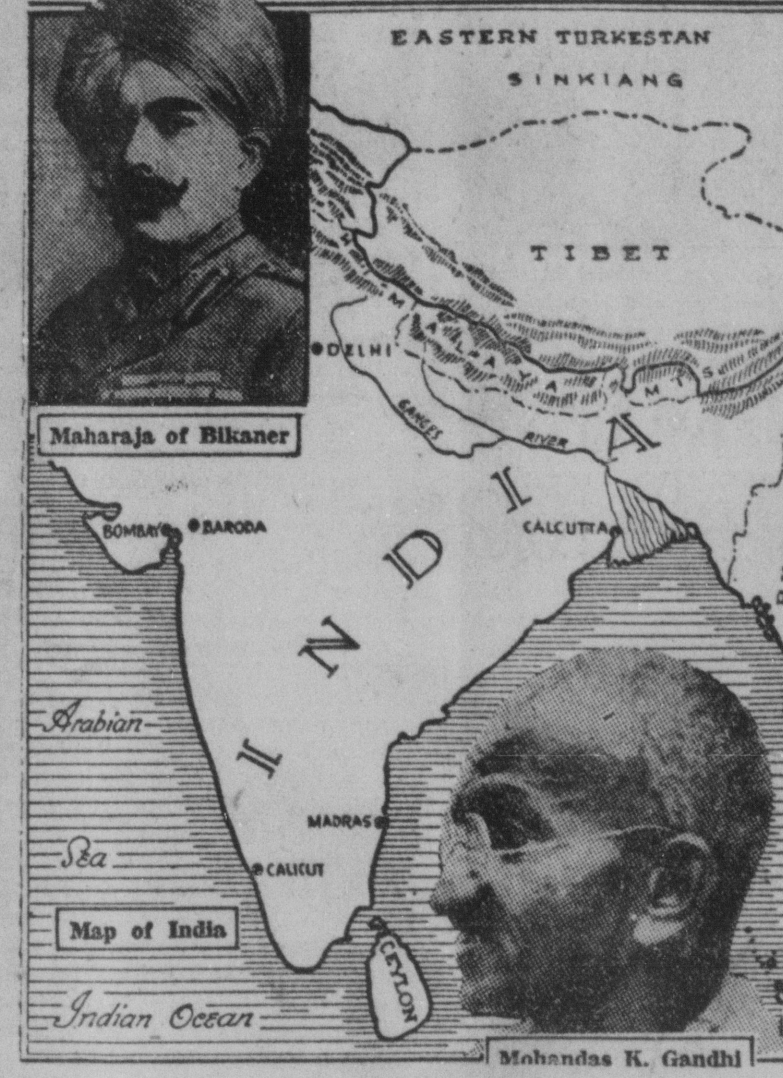 EASTERN TURKESTAN
SINKIANG
TIBET
HIMALAYA MTS
DELHI
GANGES
RIVER
Maharaja of Bikaner
INDIA
BOMBAY
BARODA
CALCUTTA
Arabian
Sea
MADRAS
CALICUT
Map of India
CEYLON
Indian Ocean
Mohandas K. Gandhi